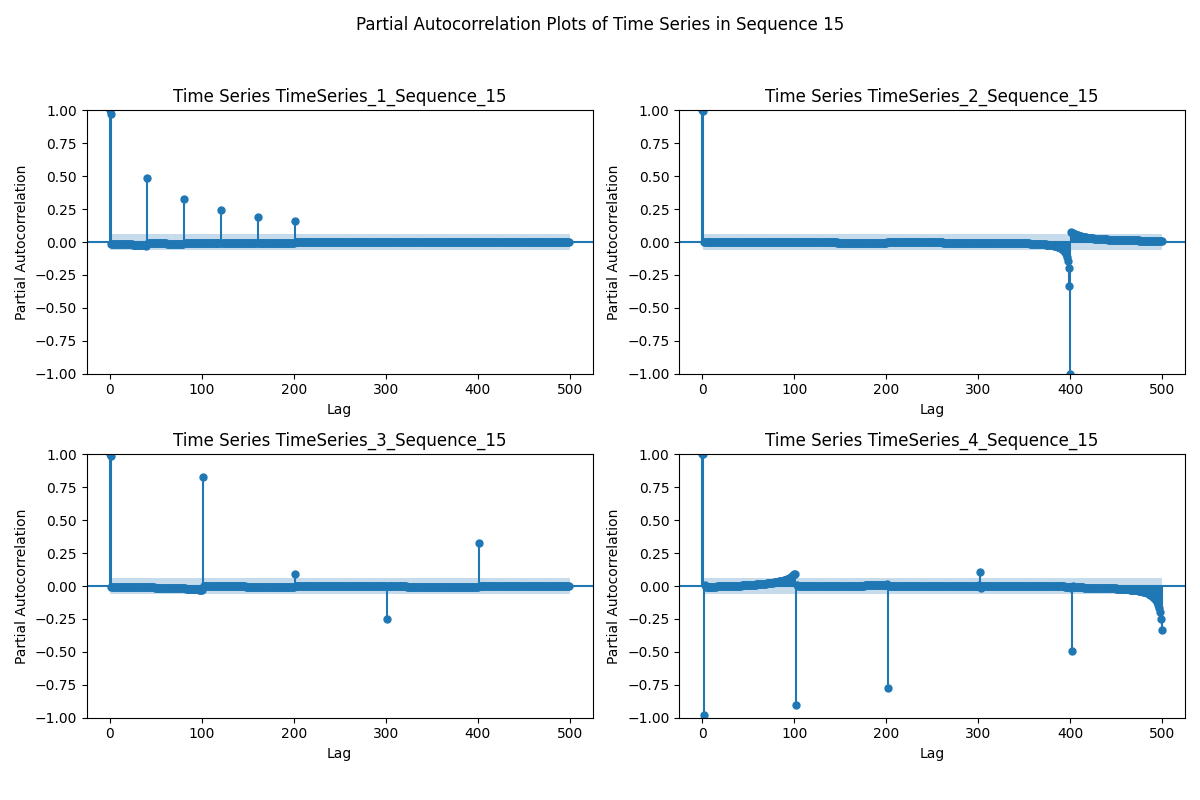 Partial Autocorrelation Plots of Time Series in Sequence 15
Time Series TimeSeries_1_Sequence_15
Partial Autocorrelation
1.00
0.75
0.50
0.25
0.00
−0.25
−0.50
−0.75
−1.00
0 100 200 300 400 500
Lag
Time Series TimeSeries_2_Sequence_15
Partial Autocorrelation
1.00
0.75
0.50
0.25
0.00
−0.25
−0.50
−0.75
−1.00
0 100 200 300 400 500
Lag
Time Series TimeSeries_3_Sequence_15
Partial Autocorrelation
1.00
0.75
0.50
0.25
0.00
−0.25
−0.50
−0.75
−1.00
0 100 200 300 400 500
Lag
Time Series TimeSeries_4_Sequence_15
Partial Autocorrelation
1.00
0.75
0.50
0.25
0.00
−0.25
−0.50
−0.75
−1.00
0 100 200 300 400 500
Lag